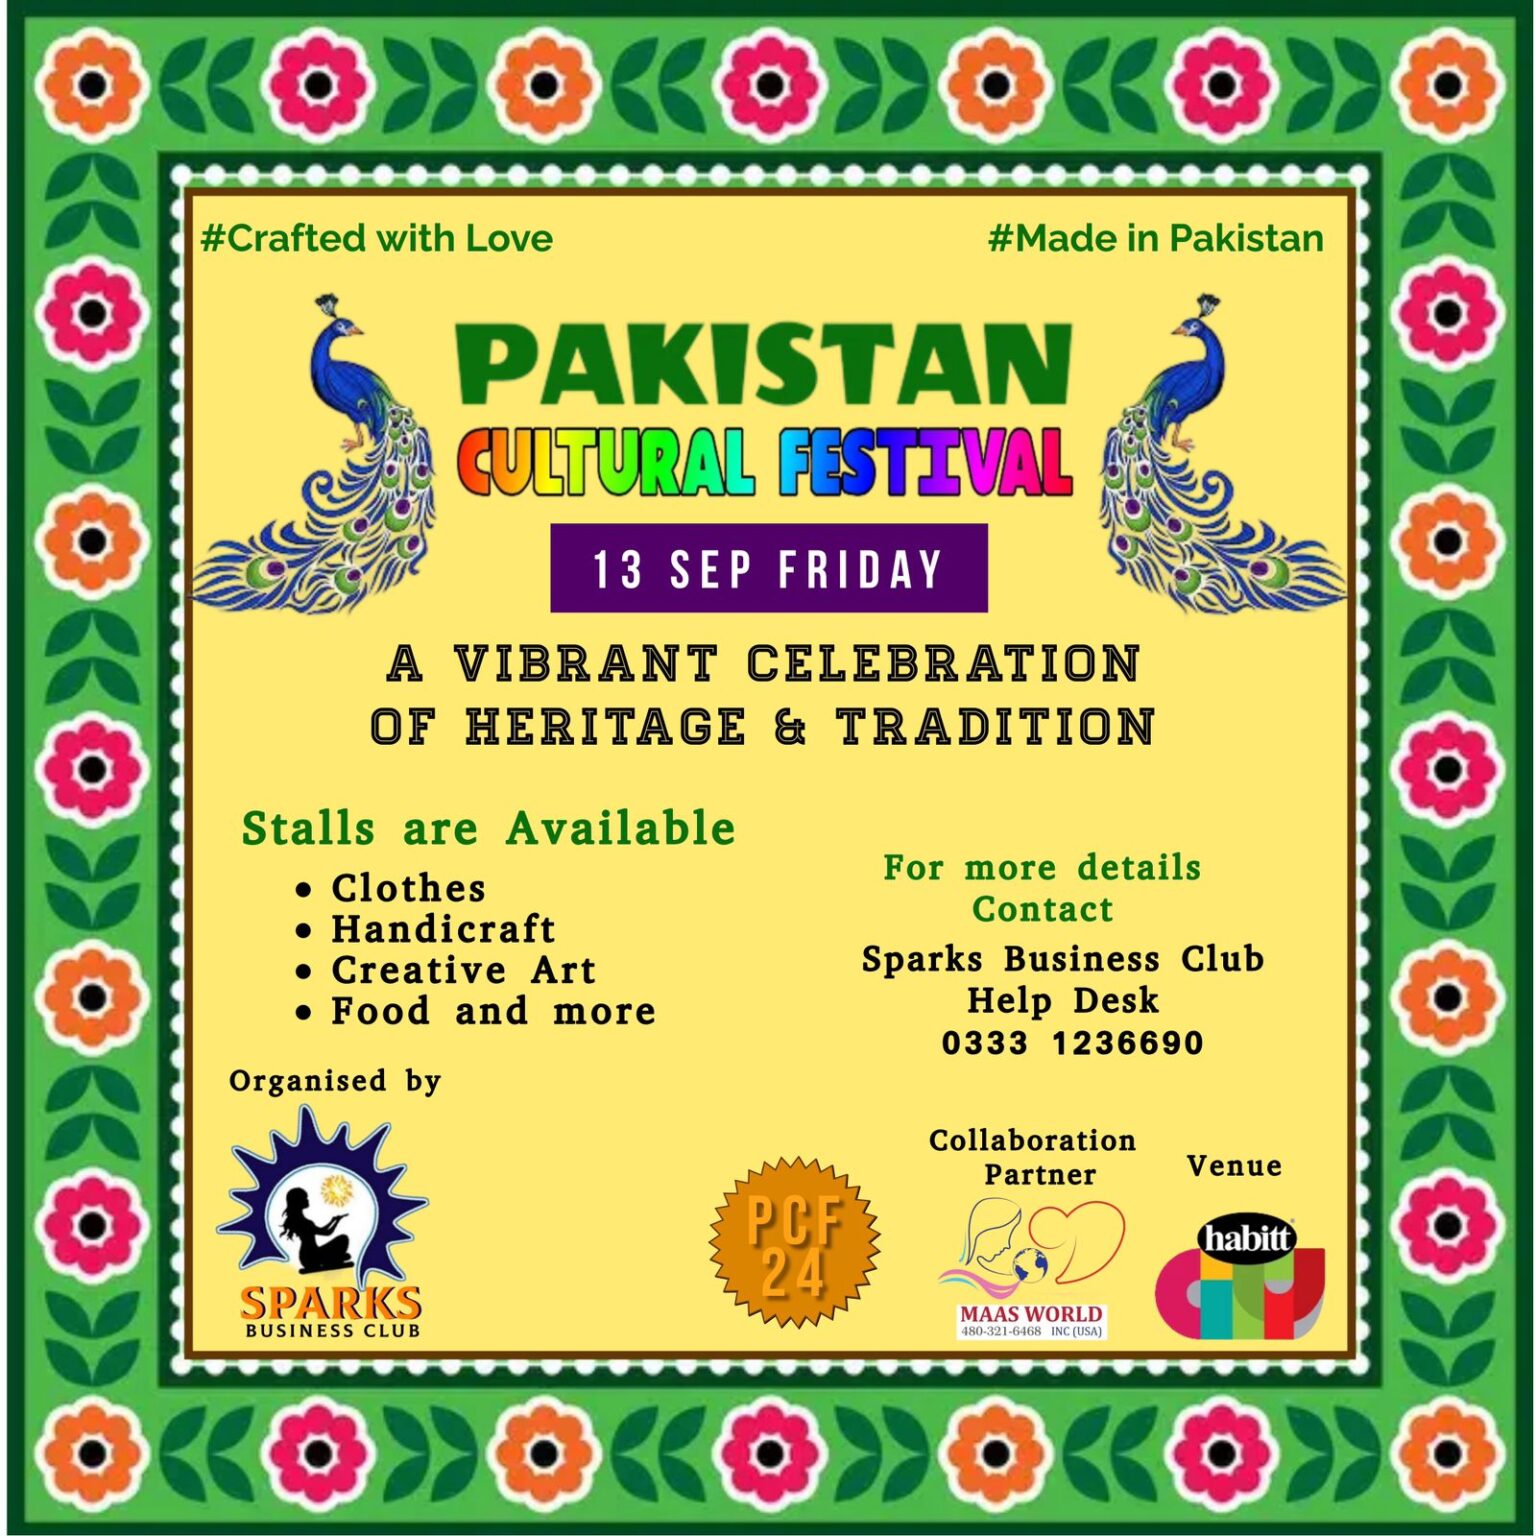 #Crafted with Love
#Made in Pakistan
PAKISTAN
CULTURAL FESTIVAL
13 SEP FRIDAY
A VIBRANT CELEBRATION
OF HERITAGE & TRADITION
Stalls are Available
• Clothes
• Handicraft
• Creative Art
• Food and more
For more details
Contact
Sparks Business Club
Help Desk
0333 1236690
Organised by
SPARKS
BUSINESS CLUB
PCF
24
Collaboration
Partner
MAAS WORLD
480-321-6468 INC (USA)
Venue
habitt
city